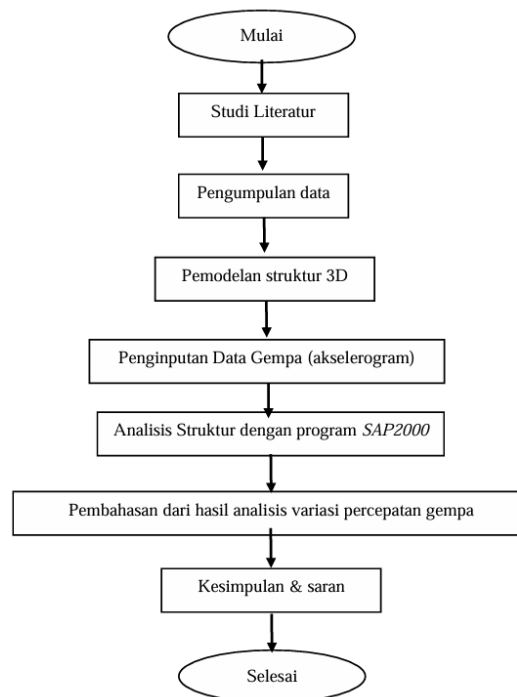 Mulai
Studi Literatur
Pengumpulan data
Pemodelan struktur 3D
Penginputan Data Gempa (akselerogram)
Analisis Struktur dengan program SAP2000
Pembahasan dari hasil analisis variasi percepatan gempa
Kesimpulan & saran
Selesai